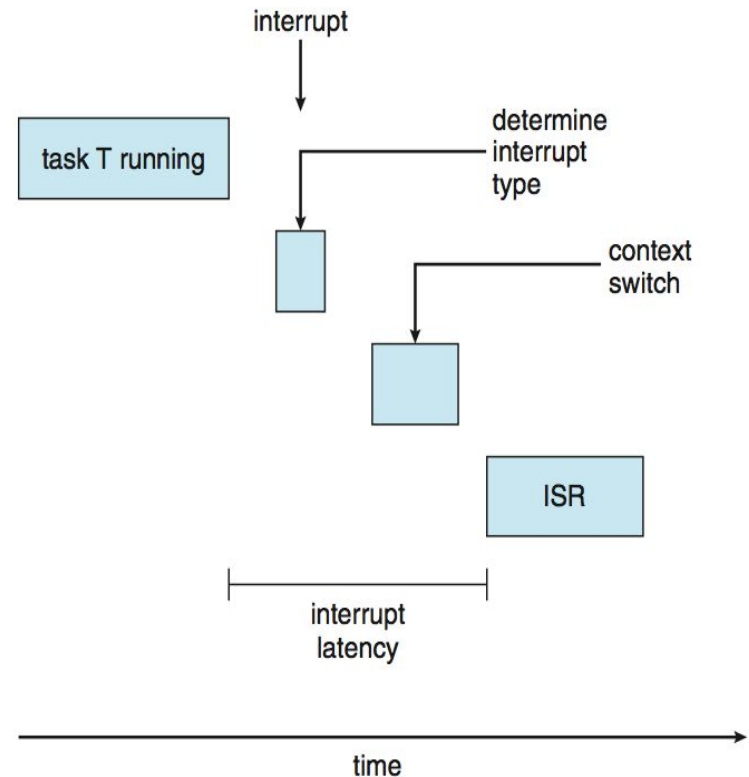 interrupt
task T running
determine
interrupt
type
context
switch
ISR
interrupt
latency
time